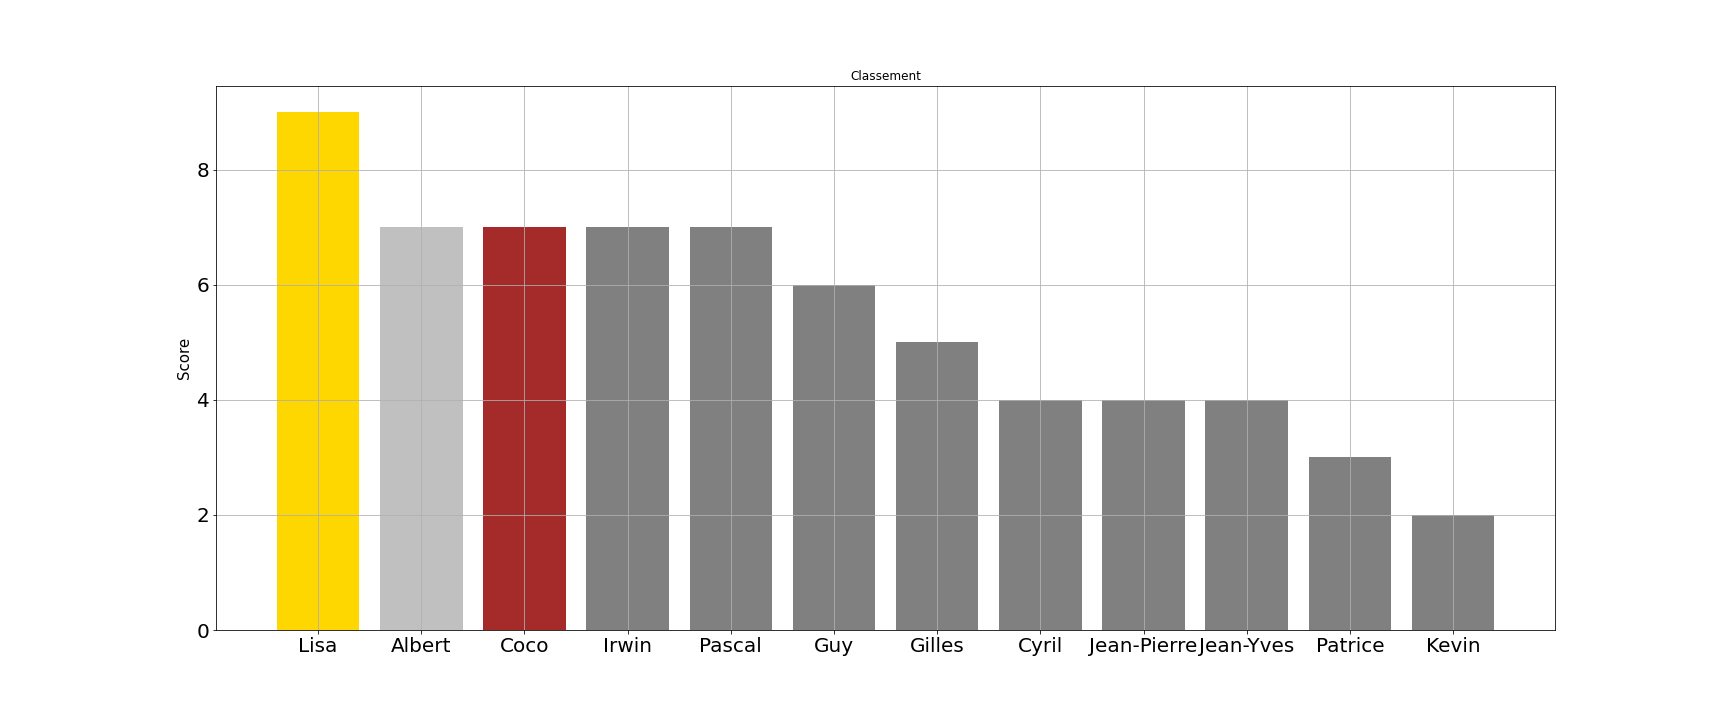 Classement
Score
8
6
4
2
0
Lisa Albert Coco Irwin Pascal Guy Gilles Cyril Jean-Pierre Jean-Yves Patrice Kevin